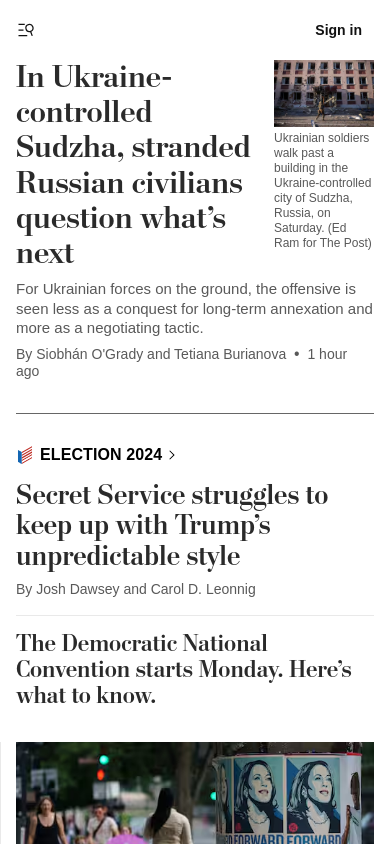 Sign in
In Ukraine-
controlled
Sudzha, stranded
Russian civilians
question what’s
next
Ukrainian soldiers
walk past a
building in the
Ukraine-controlled
city of Sudzha,
Russia, on
Saturday. (Ed
Ram for The Post)
For Ukrainian forces on the ground, the offensive is
seen less as a conquest for long-term annexation and
more as a negotiating tactic.
By Siobhán O'Grady and Tetiana Burianova • 1 hour
ago
ELECTION 2024
Secret Service struggles to
keep up with Trump’s
unpredictable style
By Josh Dawsey and Carol D. Leonnig
The Democratic National
Convention starts Monday. Here’s
what to know.
FORWARD FORWARD